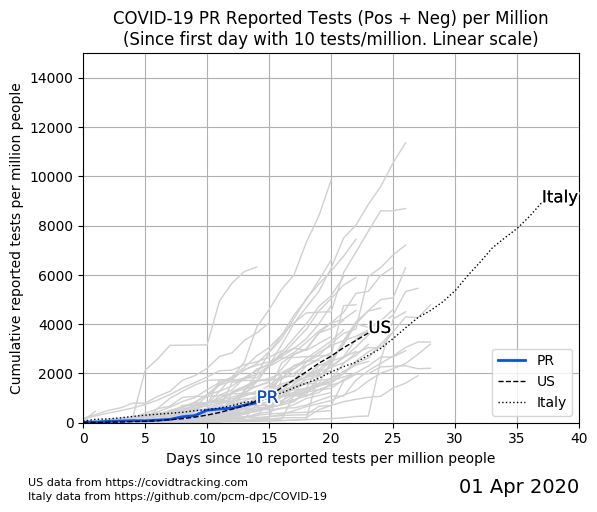 COVID-19 PR Reported Tests (Pos + Neg) per Million
(Since first day with 10 tests/million. Linear scale)
Cumulative reported tests per million people
14000
12000
10000
8000
6000
4000
2000
0
Italy
US
PR
PR
US
Italy
0 5 10 15 20 25 30 35 40
Days since 10 reported tests per million people
US data from https://covidtracking.com
Italy data from https://github.com/pcm-dpc/COVID-19
01 Apr 2020